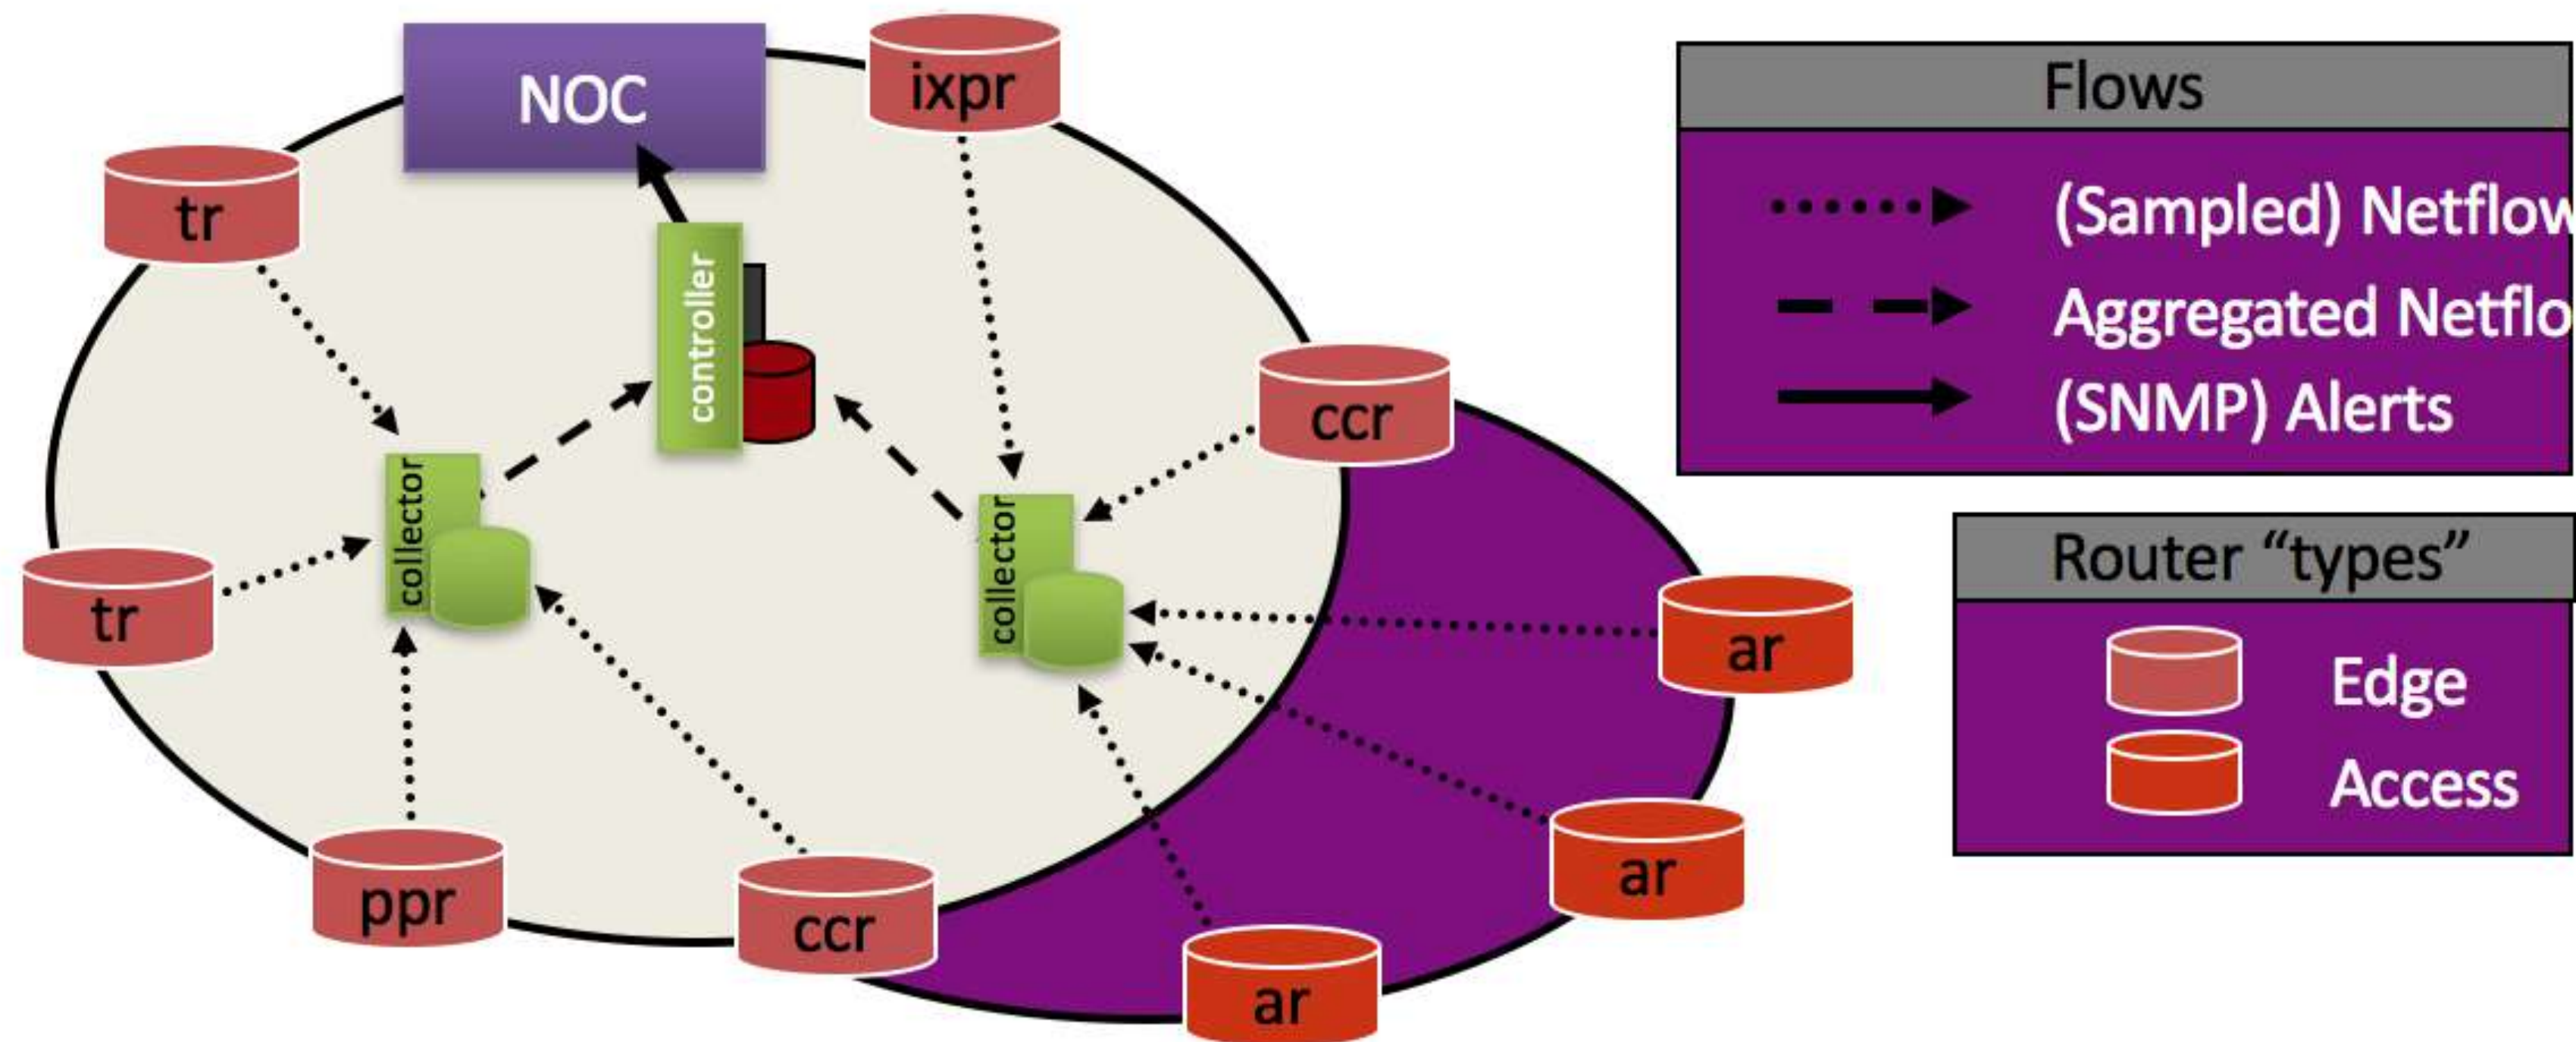 NOC
ixpr
tr
controller
ccr
collector
collector
tr
ar
ppr
ccr
ar
ar
Flows
(Sampled) Netflow
Aggregated Netflo
(SNMP) Alerts
Router “types”
Edge
Access